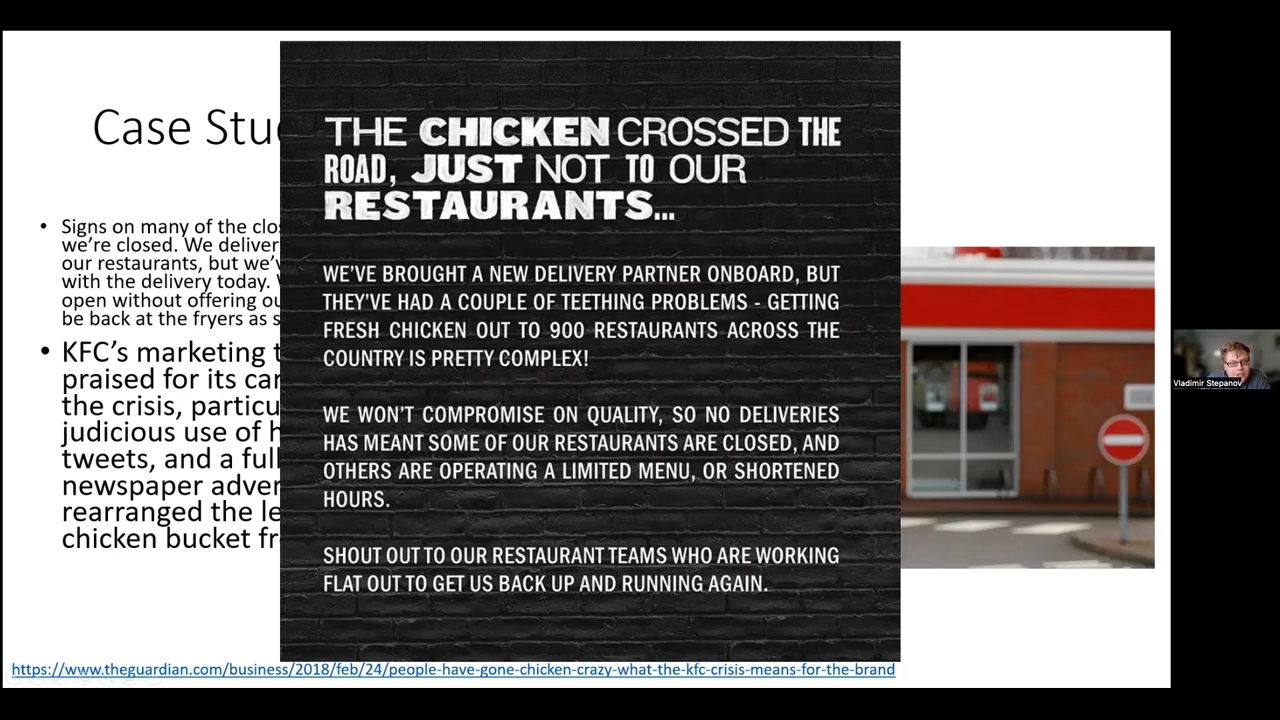 Case Stu
THE CHICKEN CROSSED THE
ROAD, JUST NOT TO OUR
RESTAURANTS...
WE'VE BROUGHT A NEW DELIVERY PARTNER ONBOARD, BUT
THEY'VE HAD A COUPLE OF TEETHING PROBLEMS - GETTING
FRESH CHICKEN OUT TO 900 RESTAURANTS ACROSS THE
COUNTRY IS PRETTY COMPLEX!
WE WON'T COMPROMISE ON QUALITY, SO NO DELIVERIES
HAS MEANT SOME OF OUR RESTAURANTS ARE CLOSED, AND
OTHERS ARE OPERATING A LIMITED MENU, OR SHORTENED
HOURS.
SHOUT OUT TO OUR RESTAURANT TEAMS WHO ARE WORKING
FLAT OUT TO GET US BACK UP AND RUNNING AGAIN.
• Signs on many of the clo
we're closed. We deliver
our restaurants, but we'v
with the delivery today.
open without offering ou
be back at the fryers as s
• KFC's marketing t
praised for its car
the crisis, particu
judicious use of h
tweets, and a full
newspaper adver
rearranged the le
chicken bucket fr
https://www.theguardian.com/business/2018/feb/24/people-have-gone-chicken-crazy-what-the-kfc-crisis-means-for-the-brand
Vladimir Stepanov